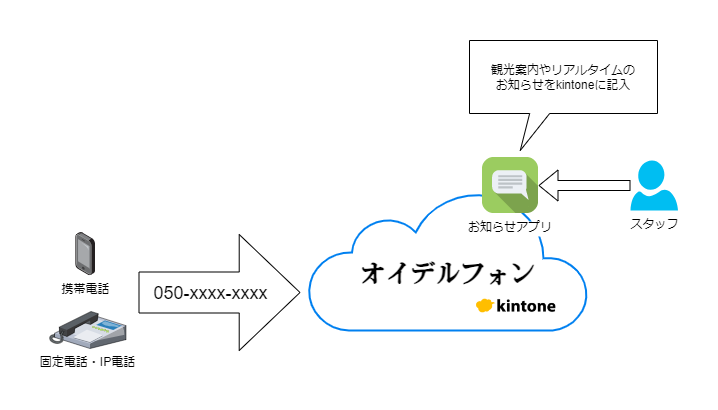 観光案内やリアルタイムの
お知らせをkintoneに記入
お知らせアプリ
スタッフ
オイデルフォン
kintone
携帯電話
050-xxxx-xxxx
固定電話・IP電話